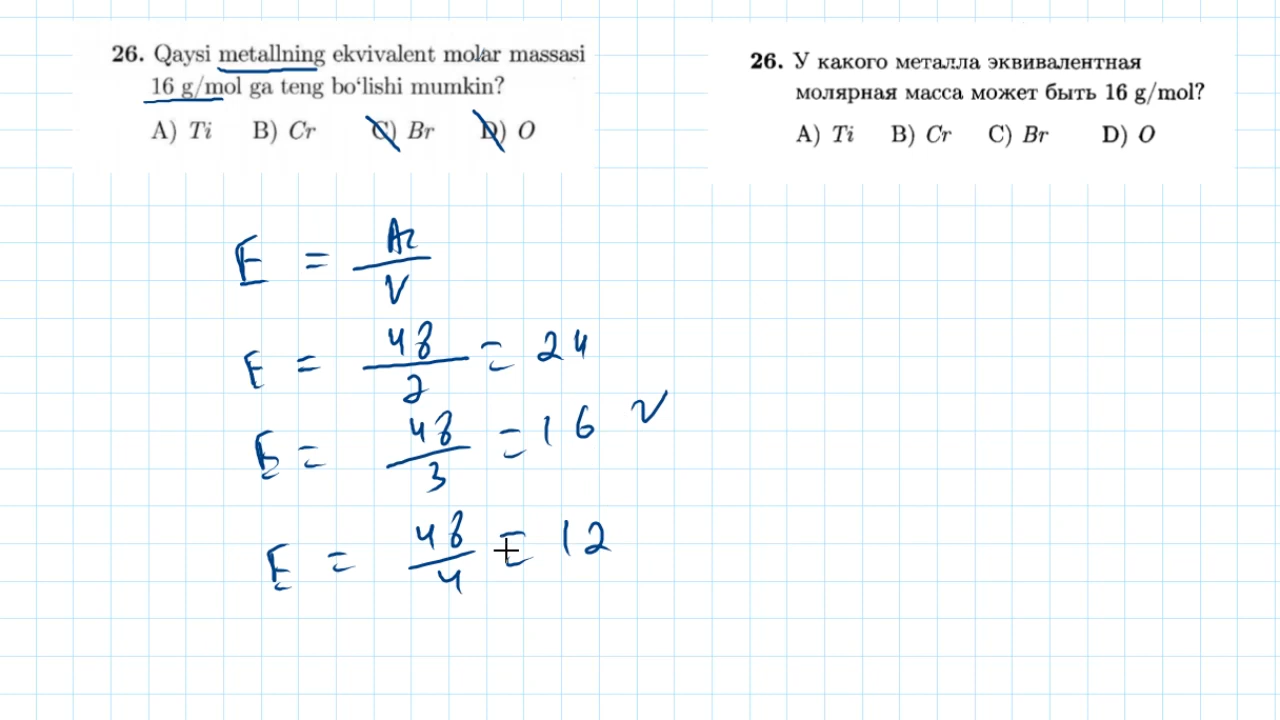 26. Qaysi metallning ekvivalent molar massasi
16 g/mol ga teng bo‘lishi mumkin?
A) Ti B) Cr C) Br D) O
26. У какого металла эквивалентная
молярная масса может быть 16 g/mol?
A) Ti B) Cr C) Br D) O
E = Ar / V
E = 48 / 2 = 24
E = 48 / 3 = 16 V
E = 48 / 4 = 12